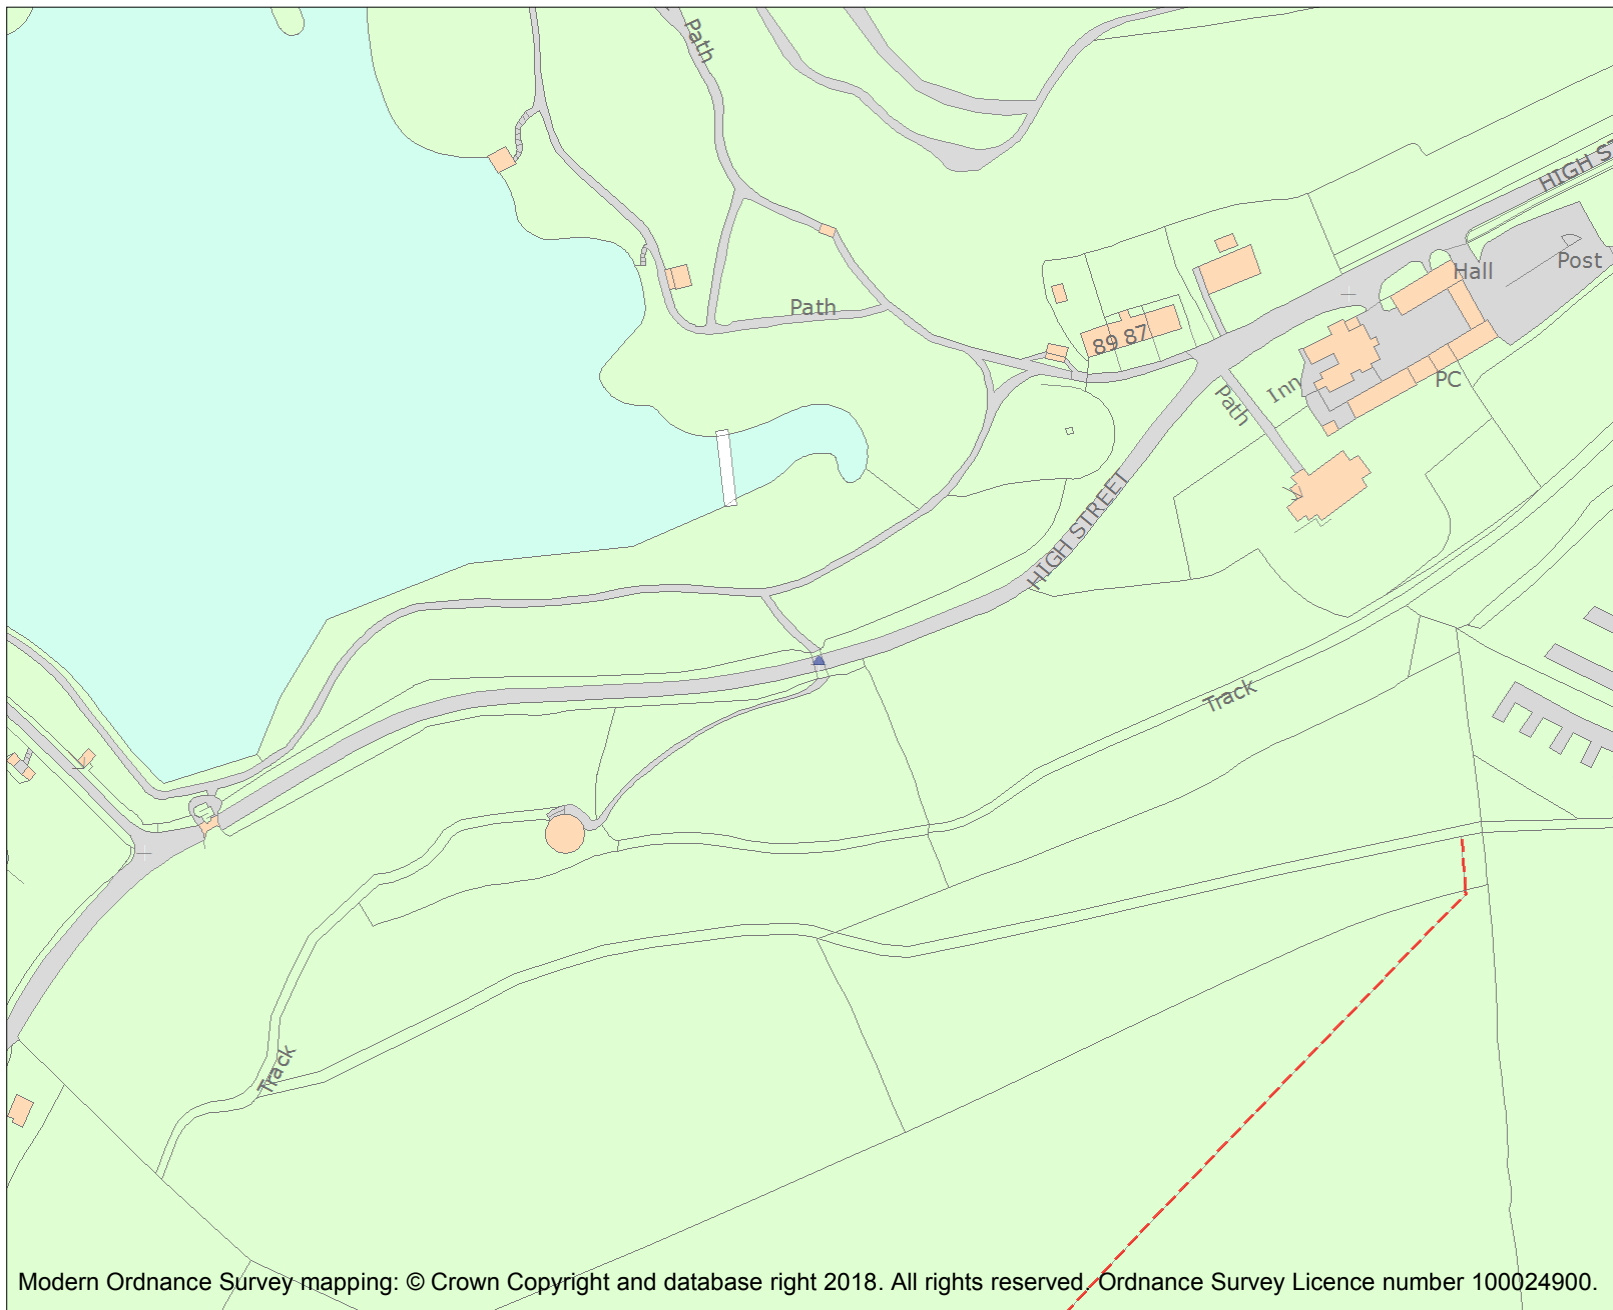 Path
HIGH ST
Hall
Post
Path
89 87
PC
Inn
Path
HIGH STREET
Track
Track
Modern Ordnance Survey mapping: © Crown Copyright and database right 2018. All rights reserved. Ordnance Survey Licence number 100024900.